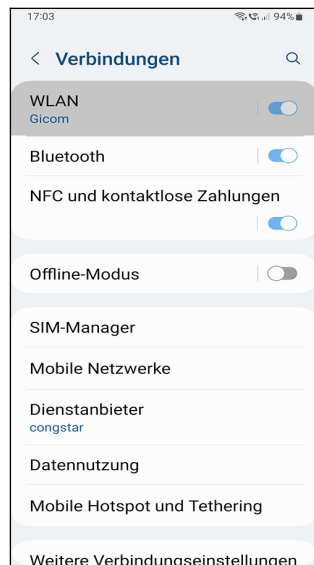 17:03
94%
Verbindungen
WLAN
Gicom
Bluetooth
NFC und kontaktlose Zahlungen
Offline-Modus
SIM-Manager
Mobile Netzwerke
Dienstanbieter
congstar
Datennutzung
Mobile Hotspot und Tethering
Weitere Verbindungseinstellungen